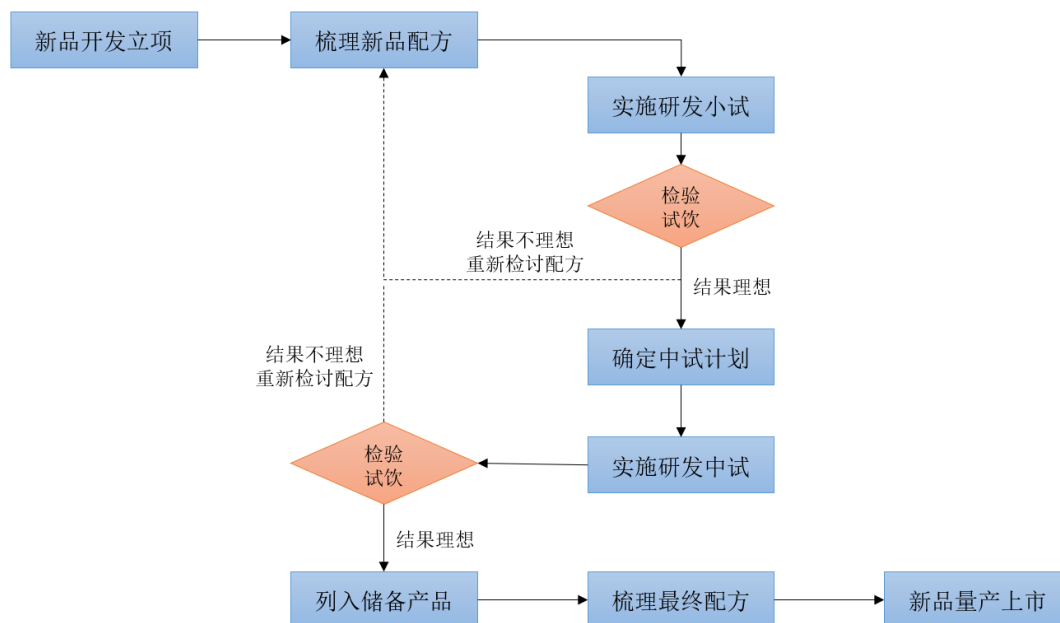 新品开发立项
梳理新品配方
实施研发小试
检验
试饮
结果不理想
重新检讨配方
结果理想
确定中试计划
结果不理想
重新检讨配方
检验
试饮
实施研发中试
结果理想
列入储备产品
梳理最终配方
新品量产上市